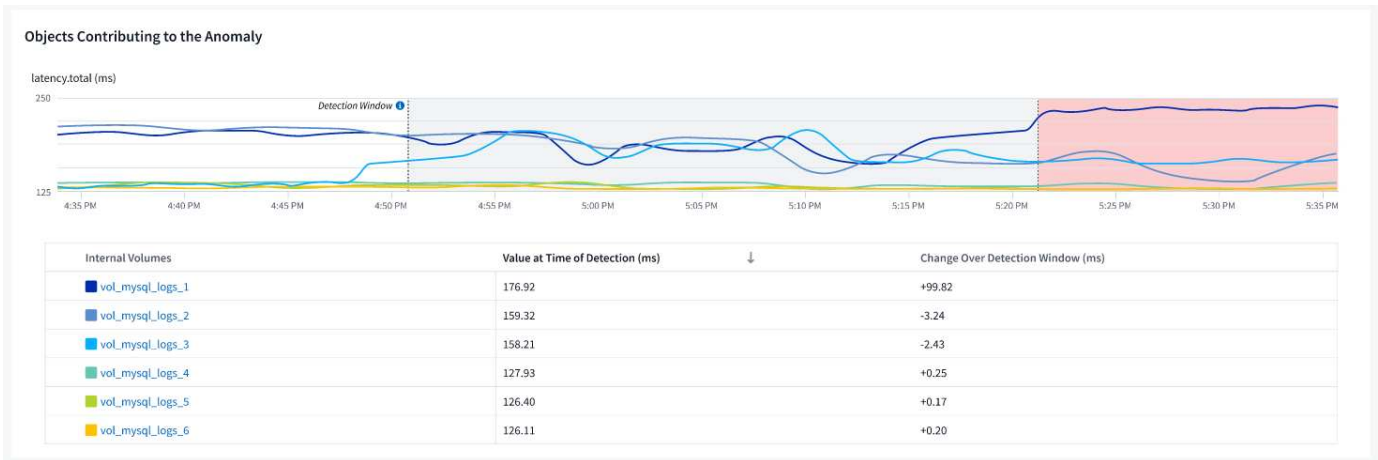 Objects Contributing to the Anomaly
latency.total (ms)
250
Detection Window
125
4:35 PM 4:40 PM 4:45 PM 4:50 PM 4:55 PM 5:00 PM 5:05 PM 5:10 PM 5:15 PM 5:20 PM 5:25 PM 5:30 PM 5:35 PM
Internal Volumes Value at Time of Detection (ms) ↓ Change Over Detection Window (ms)
vol_mysql_logs_1 176.92 +99.82
vol_mysql_logs_2 159.32 -3.24
vol_mysql_logs_3 158.21 -2.43
vol_mysql_logs_4 127.93 +0.25
vol_mysql_logs_5 126.40 +0.17
vol_mysql_logs_6 126.11 +0.20